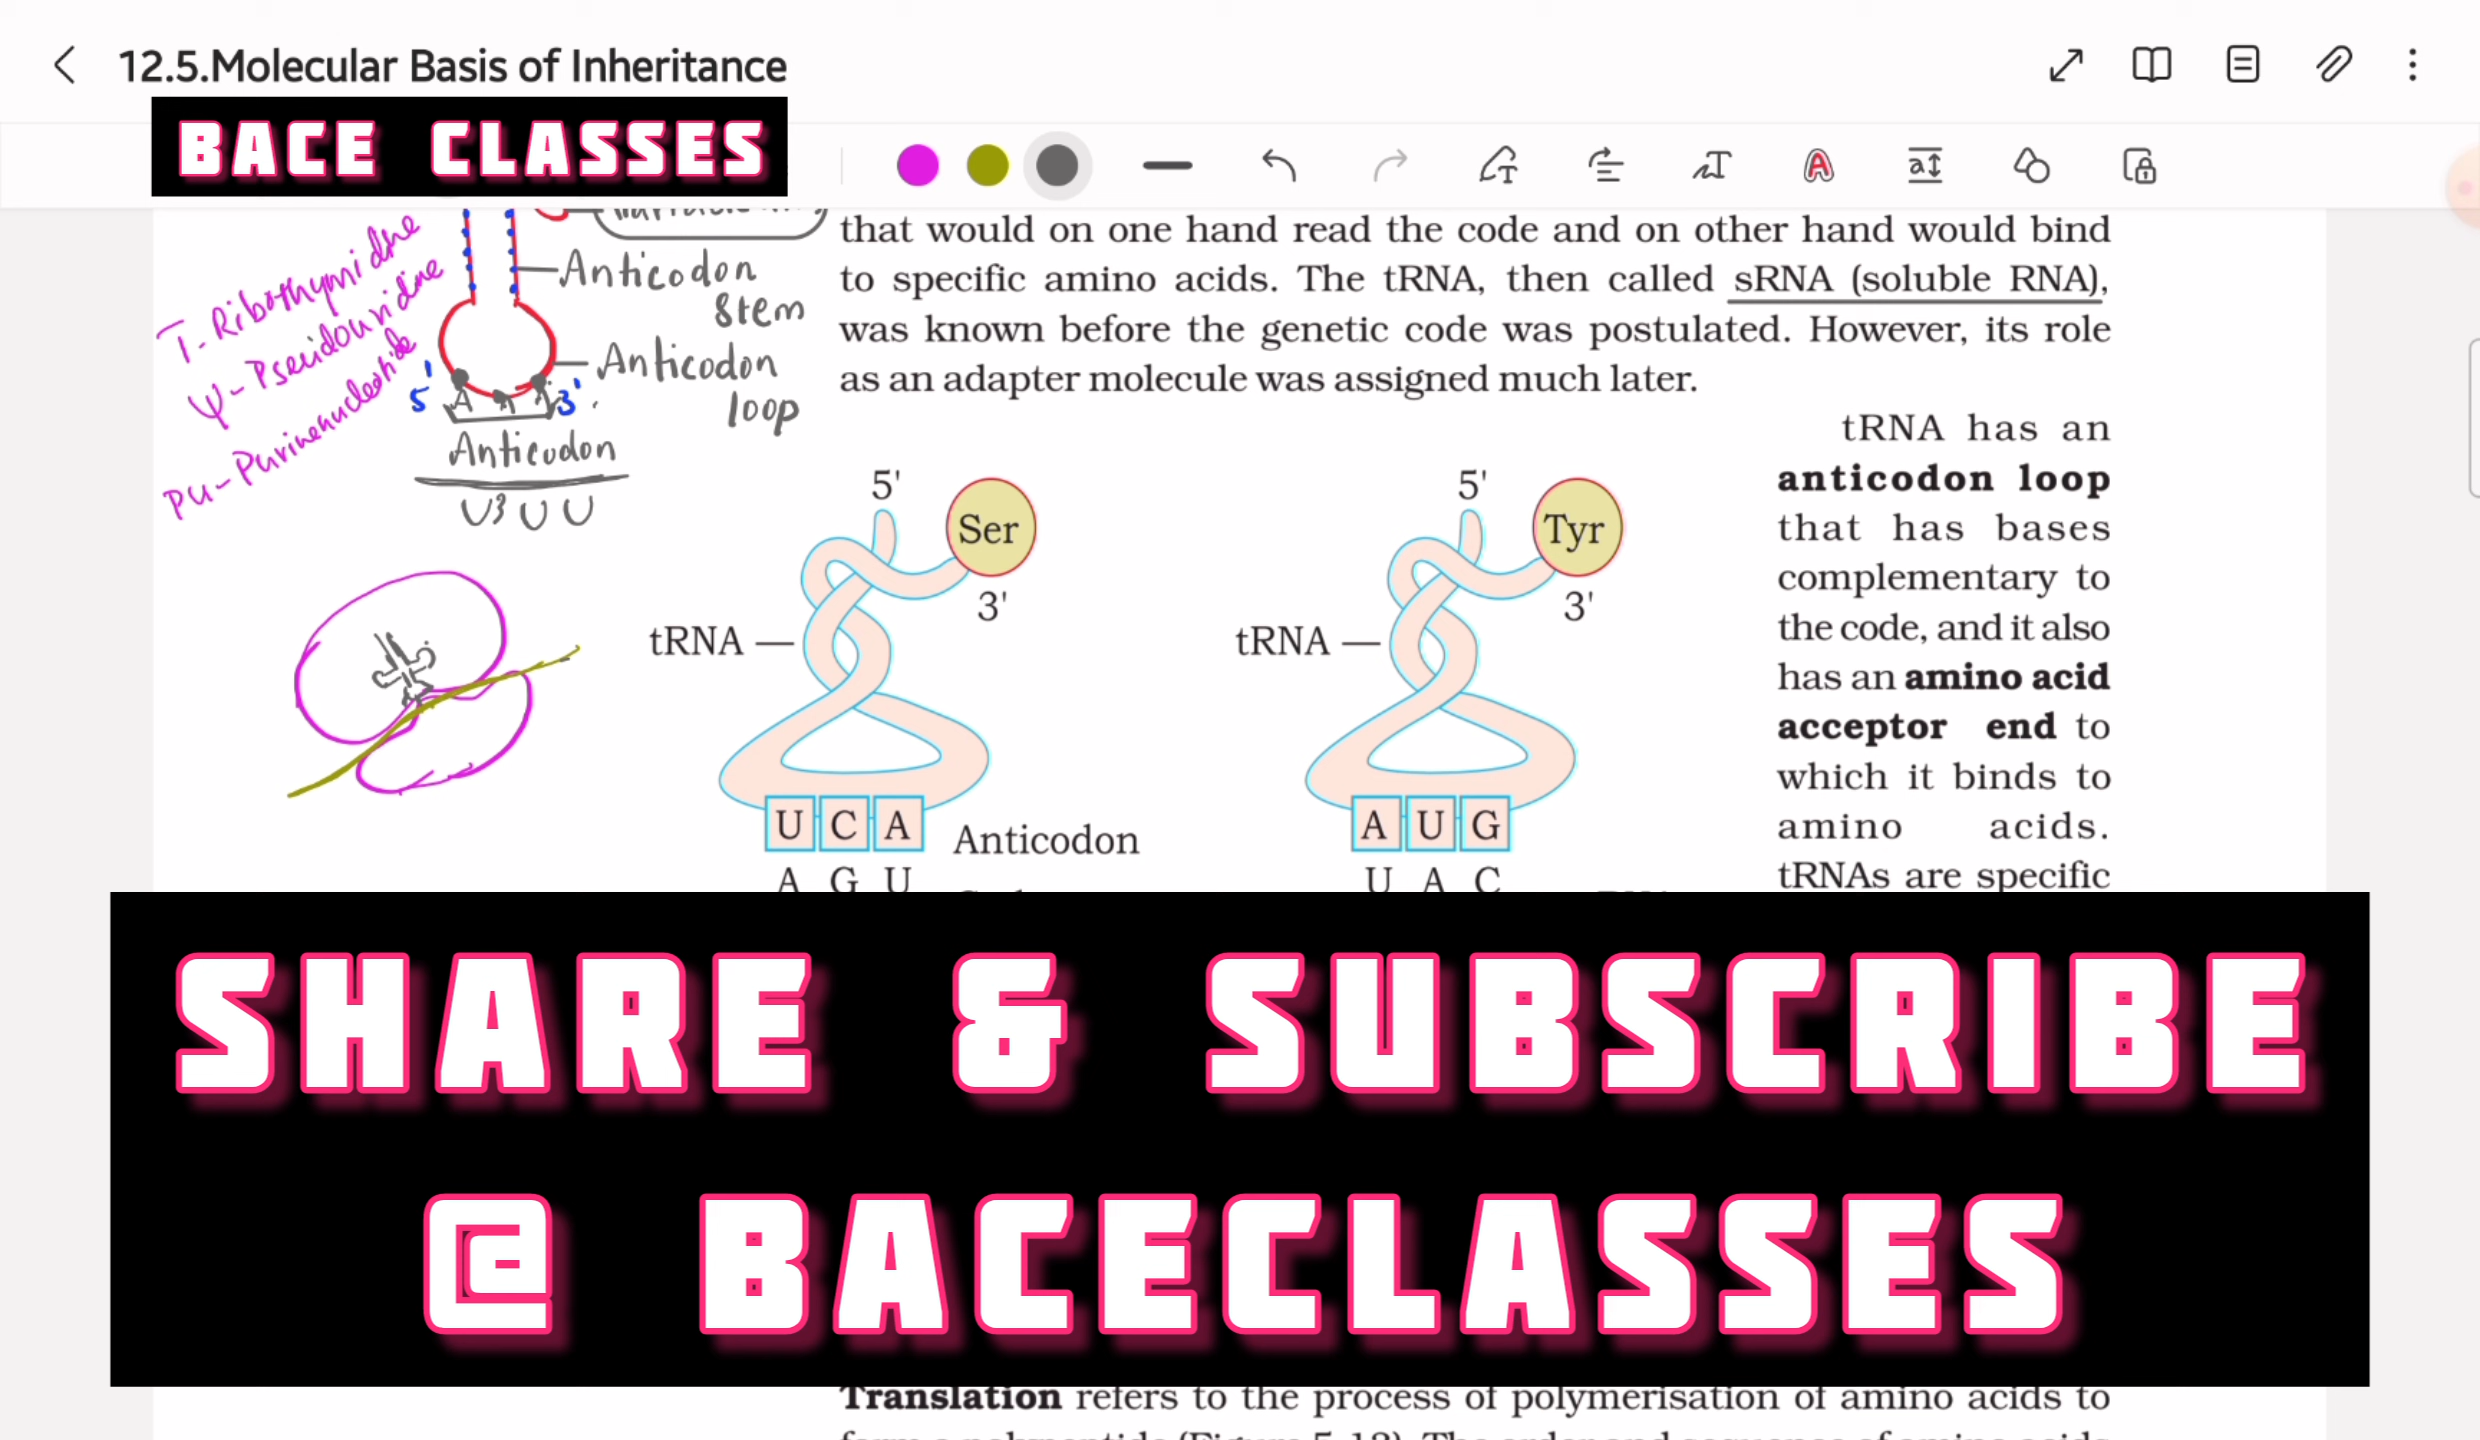 12.5.Molecular Basis of Inheritance
BACE CLASSES
that would on one hand read the code and on other hand would bind
to specific amino acids. The tRNA, then called sRNA (soluble RNA),
was known before the genetic code was postulated. However, its role
as an adapter molecule was assigned much later.
T-Ribothymidine
Ψ-Pseudouridine
PU-Purinenucleotide
Anticodon
Stem
Anticodon
loop
5'
3'
Anticodon
U U U
tRNA has an
anticodon loop
that has bases
complementary to
the code, and it also
has an amino acid
acceptor end to
which it binds to
amino acids.
tRNAs are specific
5'
Ser
3'
tRNA
U C A
Anticodon
A G U
5'
Tyr
3'
tRNA
A U G
U A C
SHARE & SUBSCRIBE
@ BACECLASSES
Translation refers to the process of polymerisation of amino acids to